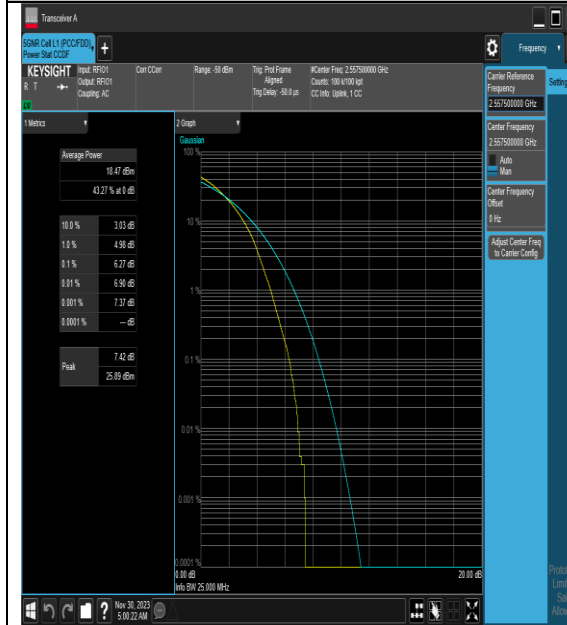 Transceiver A
5GNR Cell L1 (PCC/FDD),
Power Stat CCDF
Frequency
KEYSIGHT
R T
LV
Input: RFIO1
Output: RFIO1
Coupling: AC
Corr CCorr
Range: -50 dBm
Trig: Prot Frame
Aligned
Trig Delay: -50.0 µs
#Center Freq: 2.557500000 GHz
Counts: 100 k/100 kpt
CC Info: Uplink, 1 CC
1 Metrics
Average Power
18.47 dBm
43.27 % at 0 dB
10.0 % 3.03 dB
1.0 % 4.98 dB
0.1 % 6.27 dB
0.01 % 6.90 dB
0.001 % 7.37 dB
0.0001 % --- dB
Peak
7.42 dB
25.89 dBm
2 Graph
Gaussian
100 %
10 %
1 %
0.1 %
0.01 %
0.001 %
0.0001 %
0.00 dB
20.00 dB
Info BW 25.000 MHz
Carrier Reference
Frequency
2.557500000 GHz
Center Frequency
2.557500000 GHz
Auto
Man
Center Frequency
Offset
0 Hz
Adjust Center Freq
to Carrier Config
Setting
?
Nov 30, 2023
5:00:22 AM